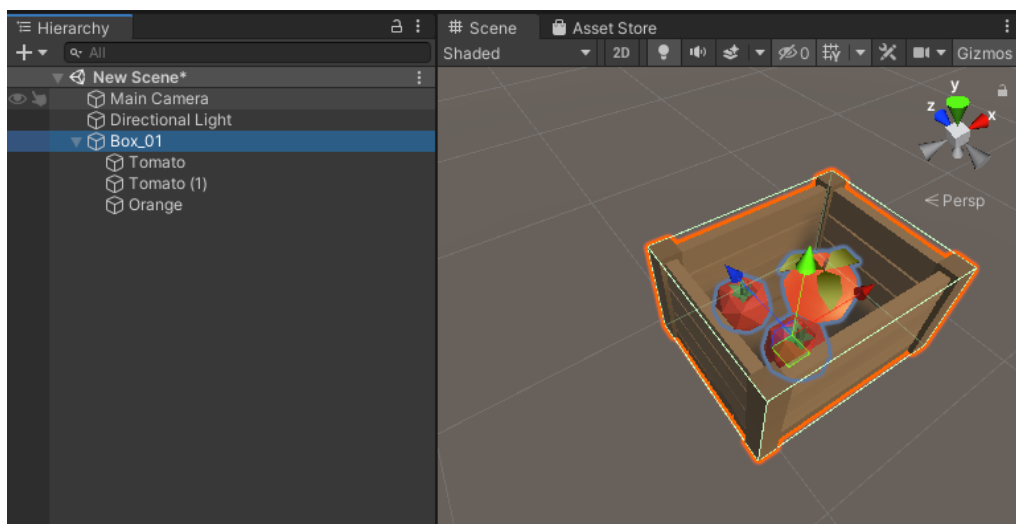 Hierarchy
All
New Scene*
Main Camera
Directional Light
Box_01
Tomato
Tomato (1)
Orange
# Scene Asset Store
Shaded 2D 0 Gizmos
y
z x
Persp